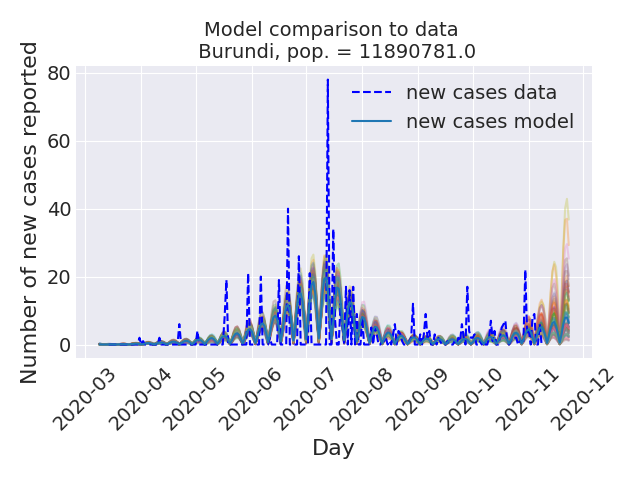 Model comparison to data
Burundi, pop. = 11890781.0
Number of new cases reported
80
60
40
20
0
new cases data
new cases model
2020-03
2020-04
2020-05
2020-06
2020-07
2020-08
2020-09
2020-10
2020-11
2020-12
Day